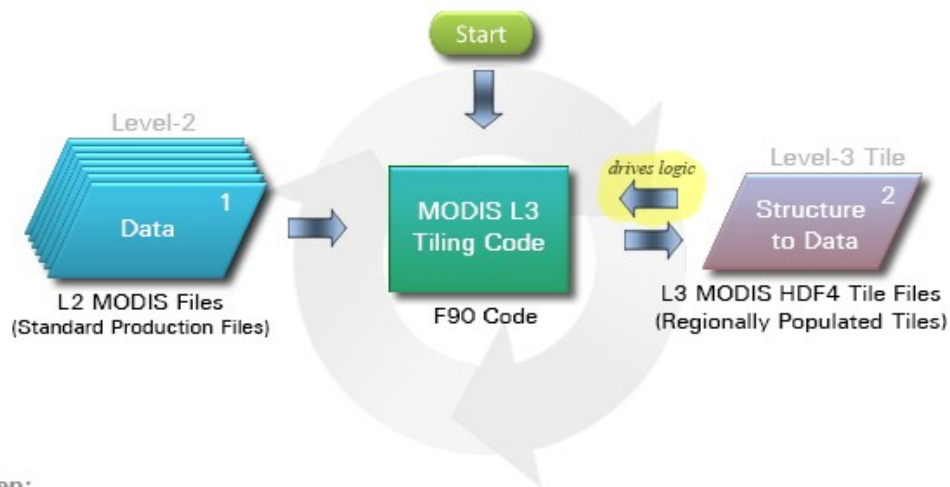 Start
Level-2
1
Data
L2 MODIS Files
(Standard Production Files)
MODIS L3
Tiling Code
F90 Code
drives logic
Level-3 Tile
2
Structure
to Data
L3 MODIS HDF4 Tile Files
(Regionally Populated Tiles)